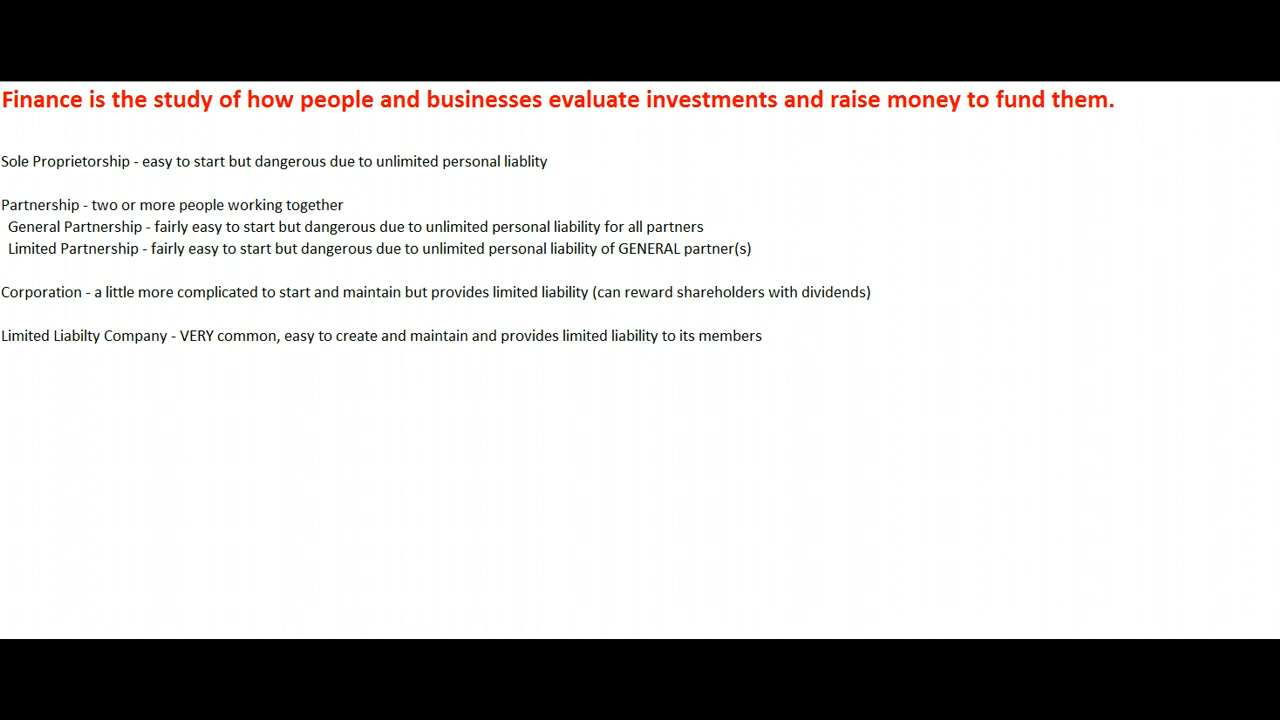 Finance is the study of how people and businesses evaluate investments and raise money to fund them.
Sole Proprietorship - easy to start but dangerous due to unlimited personal liablity
Partnership - two or more people working together
General Partnership - fairly easy to start but dangerous due to unlimited personal liability for all partners
Limited Partnership - fairly easy to start but dangerous due to unlimited personal liability of GENERAL partner(s)
Corporation - a little more complicated to start and maintain but provides limited liability (can reward shareholders with dividends)
Limited Liabilty Company - VERY common, easy to create and maintain and provides limited liability to its members